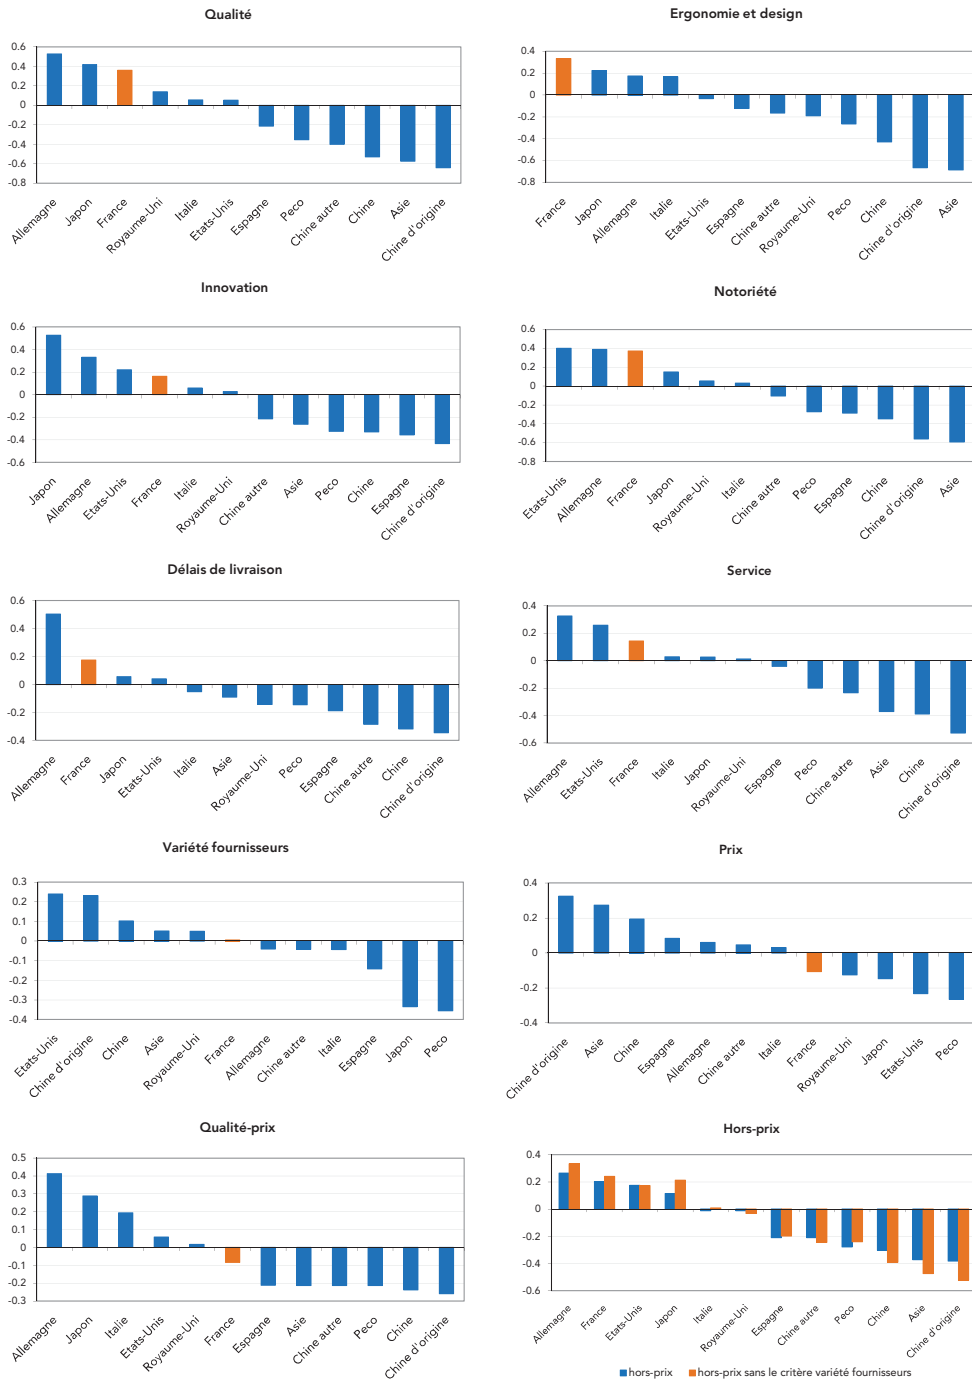 Qualité
0.6
0.4
0.2
0
-0.2
-0.4
-0.6
-0.8
Allemagne
Japon
France
Royaume-Uni
Italie
Etats-Unis
Espagne
Peco
Chine autre
Chine
Asie
Chine d'origine
Ergonomie et design
0.4
0.2
0
-0.2
-0.4
-0.6
-0.8
France
Japon
Allemagne
Italie
Etats-Unis
Espagne
Chine autre
Royaume-Uni
Peco
Chine
Chine d'origine
Asie
Innovation
0.6
0.4
0.2
0
-0.2
-0.4
-0.6
Japon
Allemagne
Etats-Unis
France
Italie
Royaume-Uni
Chine autre
Asie
Peco
Chine
Espagne
Chine d'origine
Notoriété
0.6
0.4
0.2
0
-0.2
-0.4
-0.6
-0.8
Etats-Unis
Allemagne
France
Japon
Royaume-Uni
Italie
Chine autre
Peco
Espagne
Chine
Chine d'origine
Asie
Délais de livraison
0.6
0.4
0.2
0
-0.2
-0.4
Allemagne
France
Japon
Etats-Unis
Italie
Asie
Royaume-Uni
Peco
Espagne
Chine autre
Chine
Chine d'origine
Service
0.4
0.2
0
-0.2
-0.4
-0.6
Allemagne
Etats-Unis
France
Italie
Japon
Royaume-Uni
Espagne
Peco
Chine autre
Asie
Chine
Chine d'origine
Variété fournisseurs
0.3
0.2
0.1
0
-0.1
-0.2
-0.3
-0.4
Etats-Unis
Chine d'origine
Chine
Asie
Royaume-Uni
France
Allemagne
Chine autre
Italie
Espagne
Japon
Peco
Prix
0.4
0.2
0
-0.2
-0.4
Chine d'origine
Asie
Chine
Espagne
Allemagne
Chine autre
Italie
France
Royaume-Uni
Japon
Etats-Unis
Peco
Qualité-prix
0.5
0.4
0.3
0.2
0.1
0
-0.1
-0.2
-0.3
Allemagne
Japon
Italie
Etats-Unis
Royaume-Uni
France
Espagne
Asie
Chine autre
Peco
Chine
Chine d'origine
Hors-prix
0.4
0.2
0
-0.2
-0.4
-0.6
Allemagne
France
Etats-Unis
Japon
Italie
Royaume-Uni
Espagne
Chine autre
Peco
Chine
Asie
Chine d'origine
hors-prix
hors-prix sans le critère variété fournisseurs